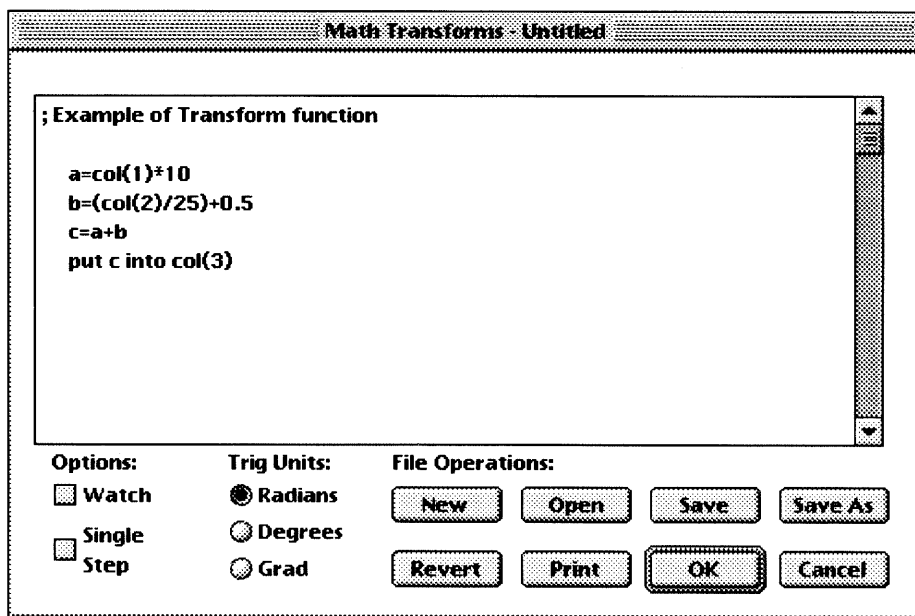 Math Transforms - Untitled
; Example of Transform function
a=col(1)*10
b=(col(2)/25)+0.5
c=a+b
put c into col(3)
Options: Trig Units: File Operations:
Watch Radians New Open Save Save As
Degrees
Single
Step Grad Revert Print OK Cancel